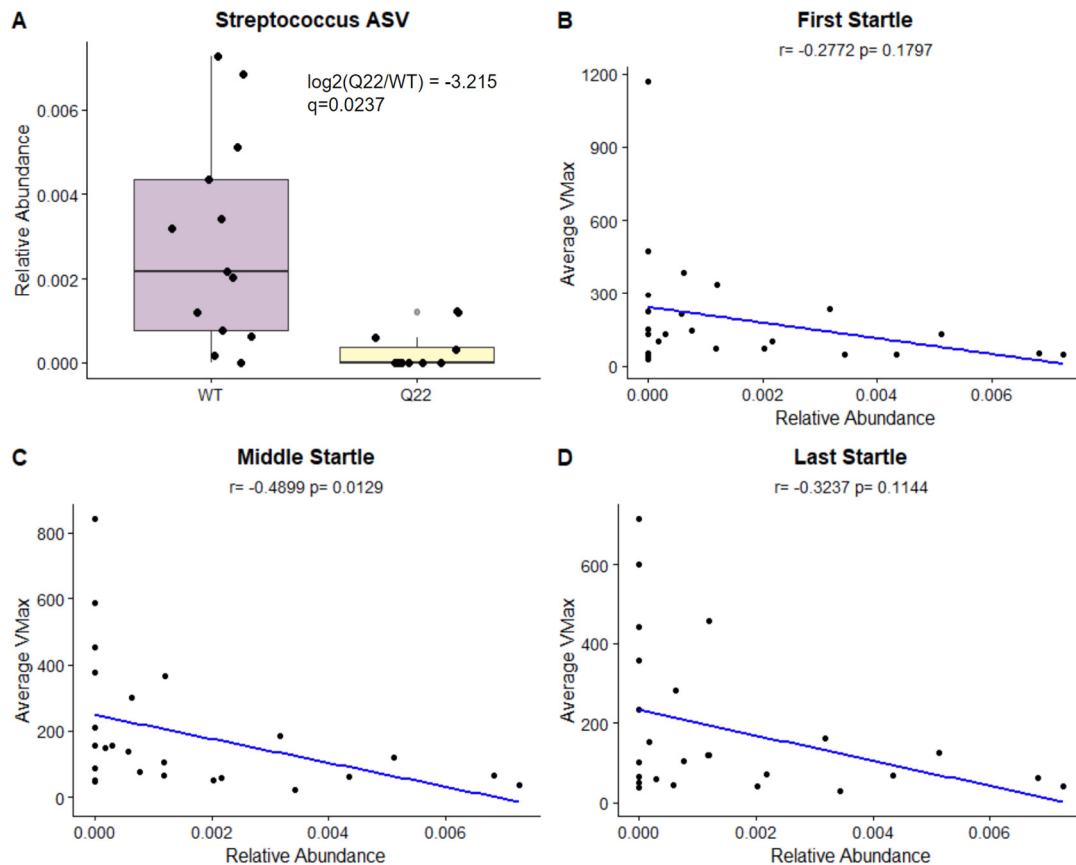 A
Streptococcus ASV
log2(Q22/WT) = -3.215
q=0.0237
Relative Abundance
0.006
0.004
0.002
0.000
WT
Q22
B
First Startle
r= -0.2772 p= 0.1797
Average VMax
1200
900
600
300
0
0.000
0.002
0.004
0.006
Relative Abundance
C
Middle Startle
r= -0.4899 p= 0.0129
Average VMax
800
600
400
200
0
0.000
0.002
0.004
0.006
Relative Abundance
D
Last Startle
r= -0.3237 p= 0.1144
Average VMax
600
400
200
0
0.000
0.002
0.004
0.006
Relative Abundance